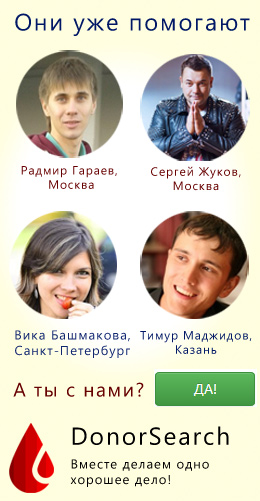 Они уже помогают
Радмир Гараев,
Москва
Сергей Жуков,
Москва
Вика Башмакова,
Санкт-Петербург
Тимур Маджидов,
Казань
А ты с нами?
ДА!
DonorSearch
Вместе делаем одно
хорошее дело!